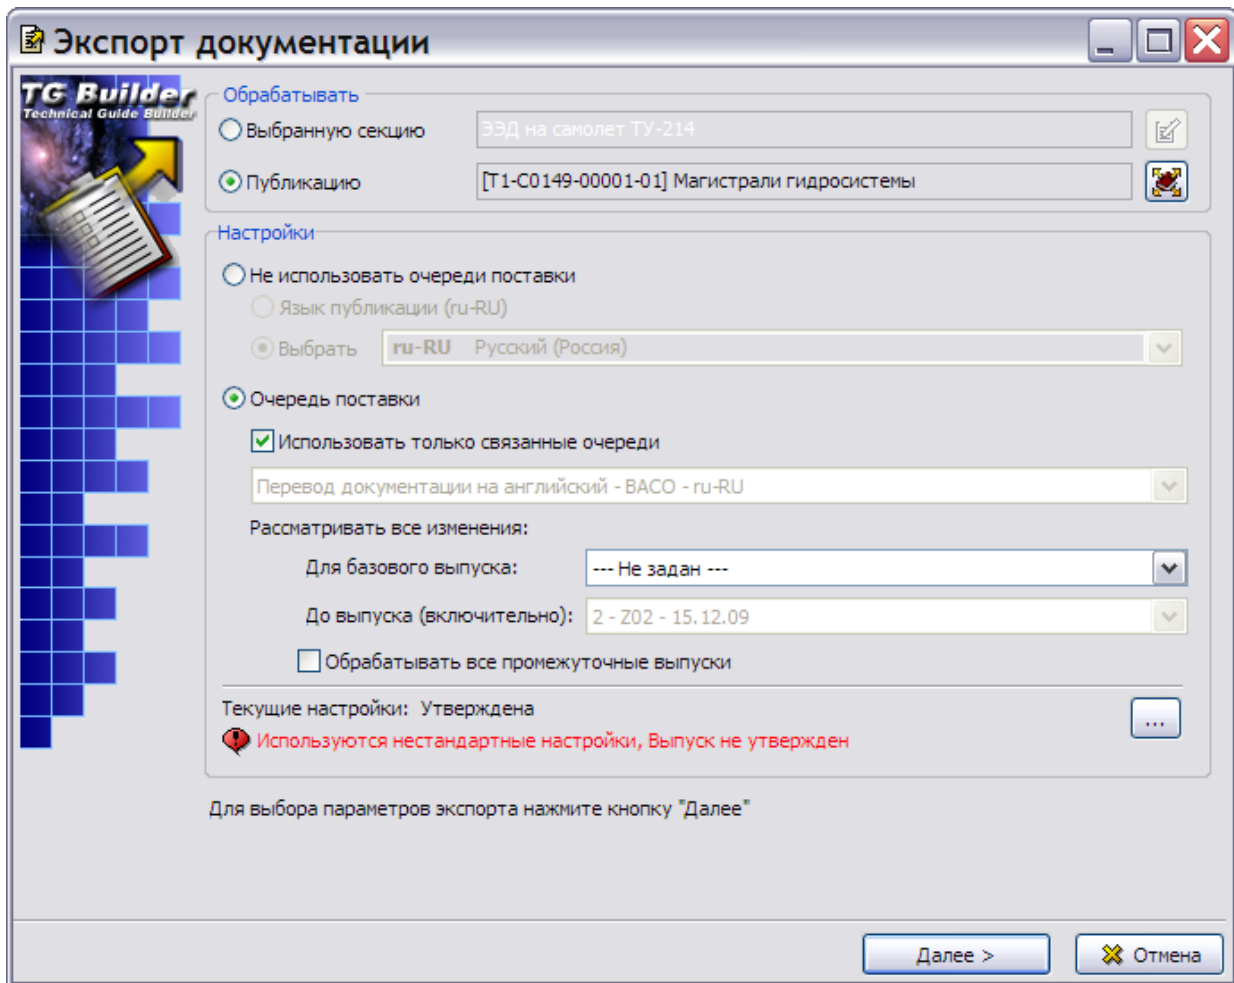 Экспорт документации
TG Builder
Technical Guide Builder
Обрабатывать
Выбранную секцию ЭЭД на самолет ТУ-214
Публикацию [T1-C0149-00001-01] Магистрали гидросистемы
Настройки
Не использовать очереди поставки
Язык публикации (ru-RU)
Выбрать ru-RU Русский (Россия)
Очередь поставки
Использовать только связанные очереди
Перевод документации на английский - ВАСО - ru-RU
Рассматривать все изменения:
Для базового выпуска: --- Не задан ---
До выпуска (включительно): 2 - Z02 - 15.12.09
Обрабатывать все промежуточные выпуски
Текущие настройки: Утверждена
...
Используются нестандартные настройки, Выпуск не утвержден
Для выбора параметров экспорта нажмите кнопку "Далее"
Далее >
Отмена